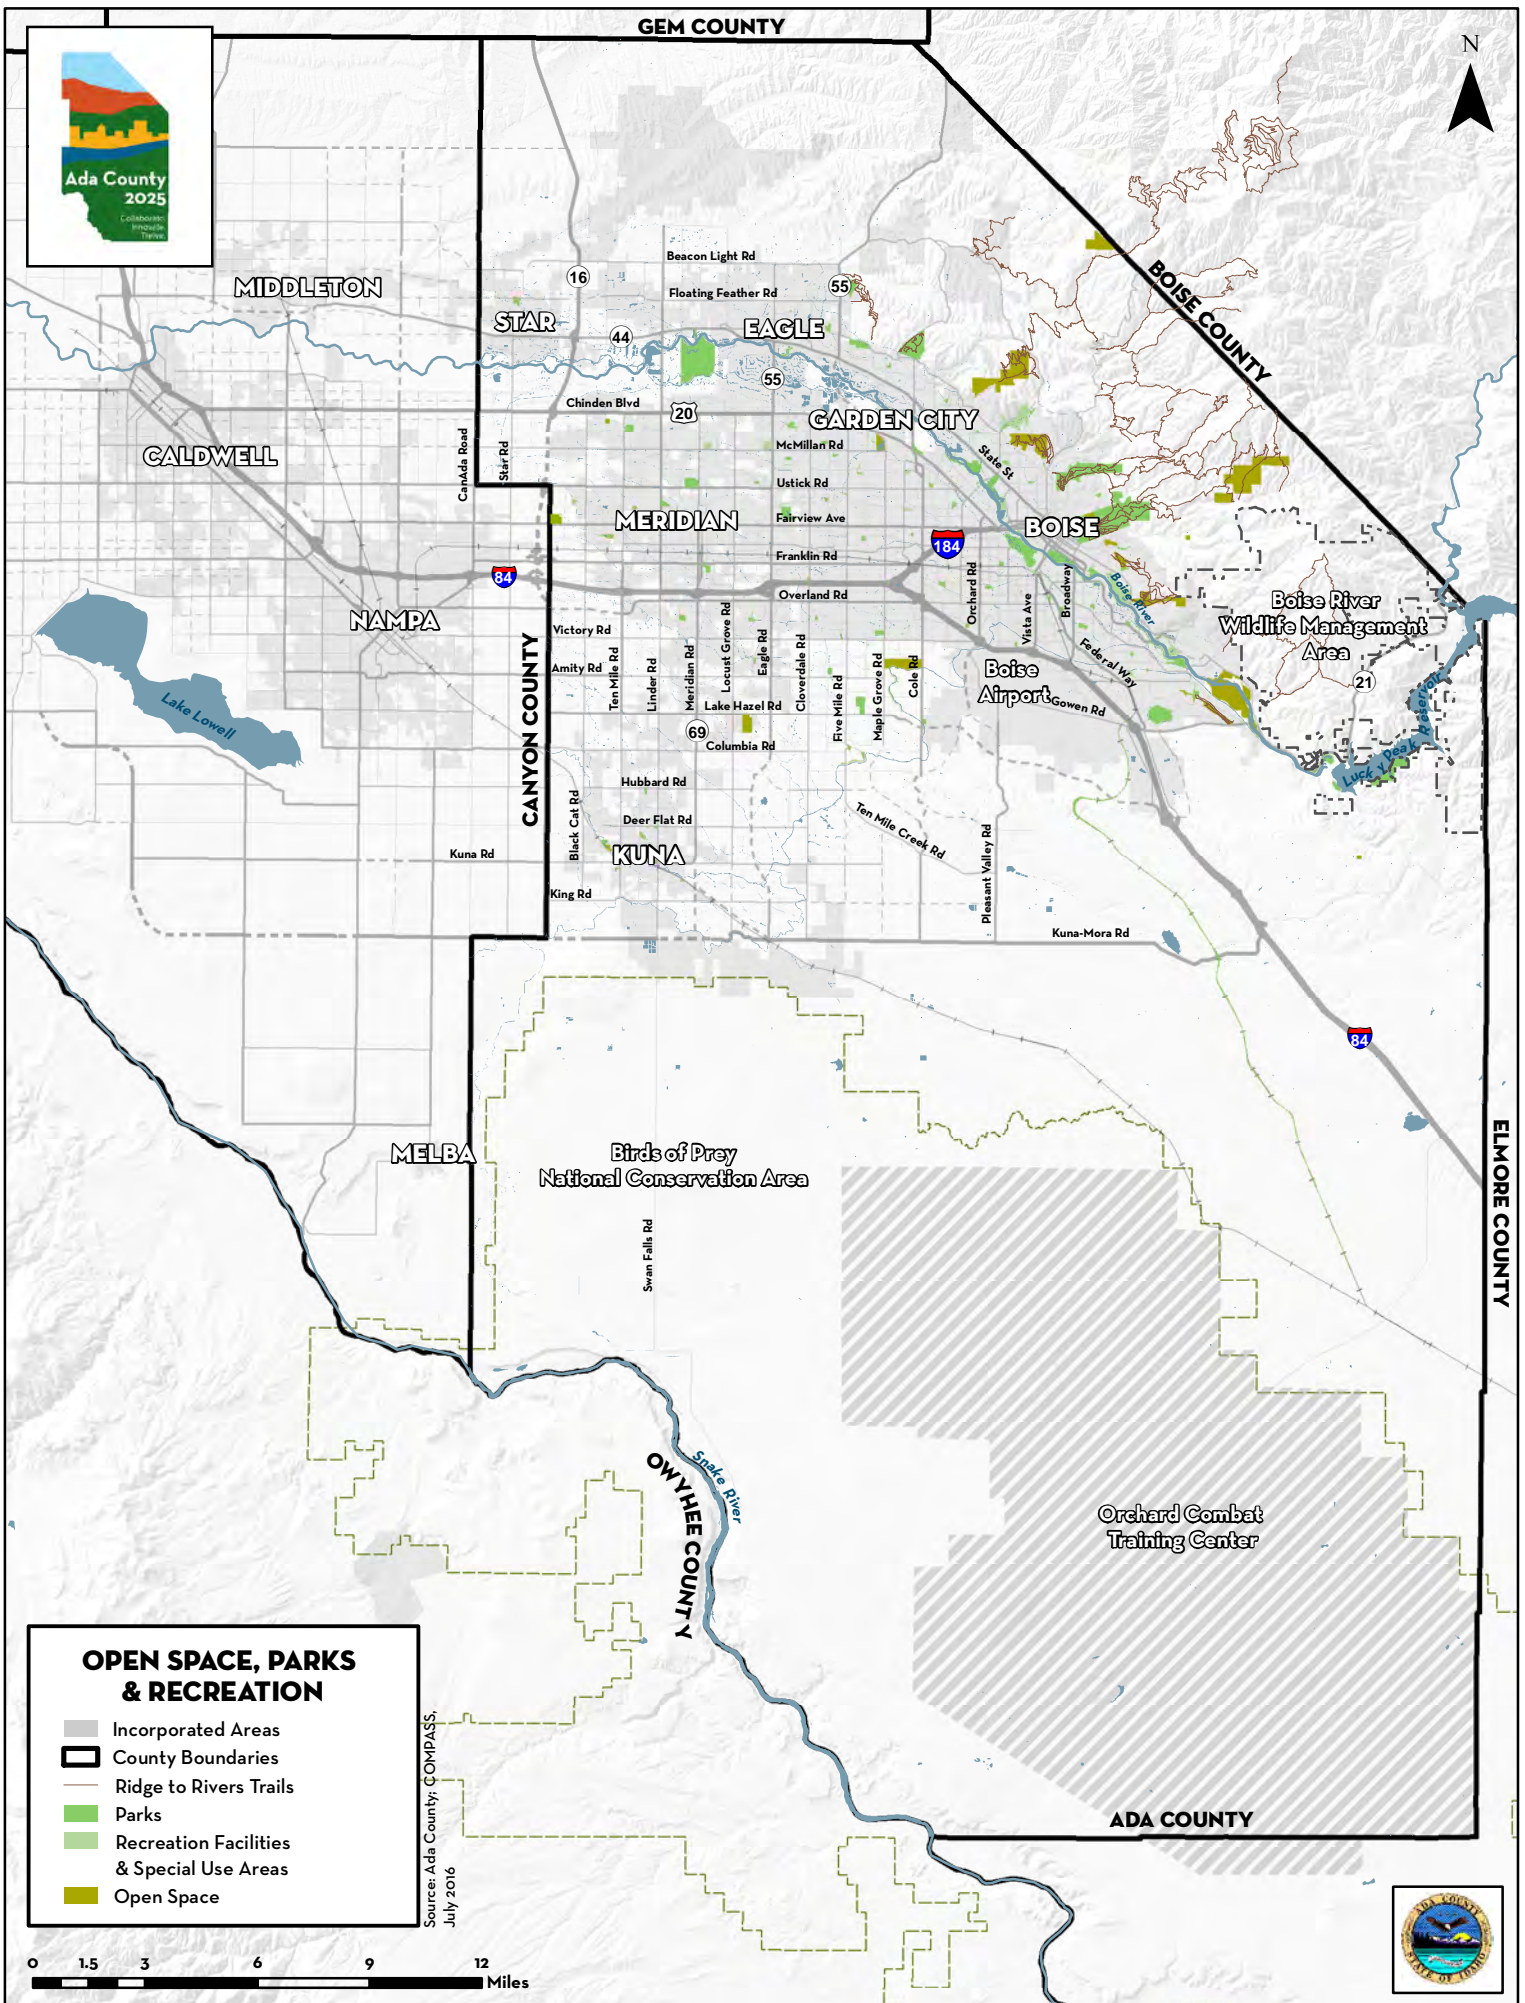 GEM COUNTY
N
Ada County
2025
Collaborate.
Innovate.
Thrive.
BOISE COUNTY
Beacon Light Rd
16
55
MIDDLETON
Floating Feather Rd
STAR
44
EAGLE
55
Chinden Blvd
20
GARDEN CITY
CALDWELL
CanAda Road
Star Rd
McMillan Rd
State St
Ustick Rd
MERIDIAN
Fairview Ave
BOISE
184
Franklin Rd
84
Overland Rd
Orchard Rd
Vista Ave
Broadway
Boise River
Boise River
Wildlife Management
Area
NAMPA
CANYON COUNTY
Victory Rd
Amity Rd
Ten Mile Rd
Linder Rd
Meridian Rd
Locust Grove Rd
Eagle Rd
Cloverdale Rd
Five Mile Rd
Maple Grove Rd
Cole Rd
Federal Way
Boise
Airport
Gowen Rd
21
Lake Lowell
Lake Hazel Rd
69
Columbia Rd
Lucky Peak Reservoir
Hubbard Rd
Black Cat Rd
Deer Flat Rd
Ten Mile Creek Rd
Pleasant Valley Rd
Kuna Rd
KUNA
King Rd
Kuna-Mora Rd
84
MELBA
Birds of Prey
National Conservation Area
ELMORE COUNTY
Swan Falls Rd
Snake River
OWYHEE COUNTY
Orchard Combat
Training Center
ADA COUNTY
OPEN SPACE, PARKS
& RECREATION
Incorporated Areas
County Boundaries
Ridge to Rivers Trails
Parks
Recreation Facilities
& Special Use Areas
Open Space
Source: Ada County; COMPASS,
July 2016
0 1.5 3 6 9 12
Miles
ADA COUNTY
STATE OF IDAHO